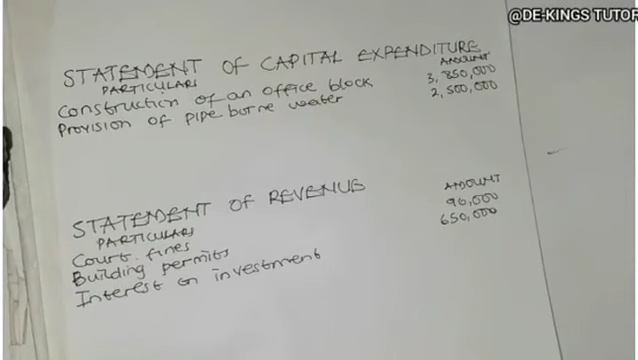 @DE-KINGS TUTOR
STATEMENT OF CAPITAL EXPENDITURE
PARTICULARS AMOUNT
Construction of an office block 3,850,000
Provision of pipe borne water 2,500,000
STATEMENT OF REVENUE
PARTICULARS AMOUNT
Court fines 90,000
Building permits 650,000
Interest on investment